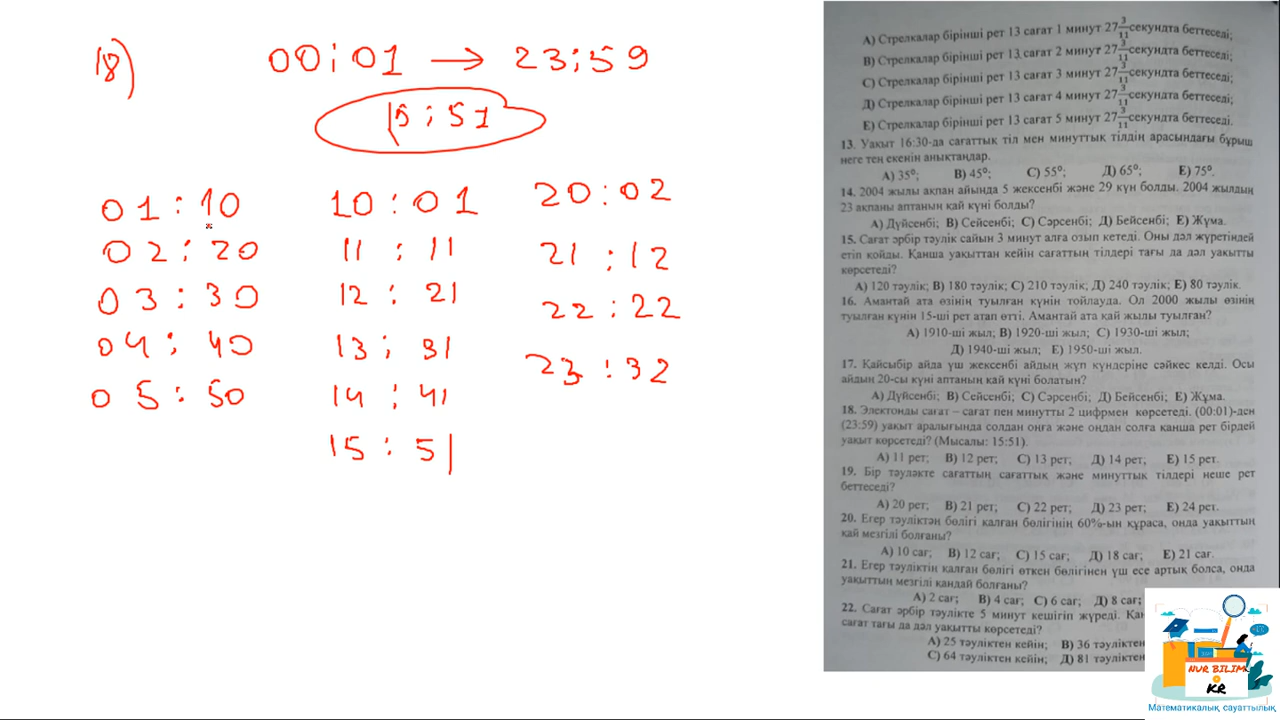 18) 00:01 → 23:59
15:51
01:10 10:01 20:02
02:20 11:11 21:12
03:30 12:21 22:22
04:40 13:31 23:32
05:50 14:41
15:51
А) Стрелкалар бірінші рет 13 сағат 1 минут 27 3/11 секундта беттеседі;
В) Стрелкалар бірінші рет 13 сағат 2 минут 27 3/11 секундта беттеседі;
С) Стрелкалар бірінші рет 13 сағат 3 минут 27 3/11 секундта беттеседі;
Д) Стрелкалар бірінші рет 13 сағат 4 минут 27 3/11 секундта беттеседі;
Е) Стрелкалар бірінші рет 13 сағат 5 минут 27 3/11 секундта беттеседі.
13. Уақыт 16:30-да сағаттық тіл мен минуттық тілдің арасындағы бұрыш
неге тең екенін анықтаңдар.
А) 35⁰; В) 45⁰; С) 55⁰; Д) 65⁰; Е) 75⁰.
14. 2004 жылы ақпан айында 5 жексенбі және 29 күн болды. 2004 жылдың
23 ақпаны аптаның қай күні болды?
А) Дүйсенбі; В) Сейсенбі; С) Сәрсенбі; Д) Бейсенбі; Е) Жұма.
15. Сағат әрбір тәулік сайын 3 минут алға озып кетеді. Оны дәл жүретіндей
етіп қойды. Қанша уақыттан кейін сағаттың тілдері тағы да дәл уақытты
көрсетеді?
А) 120 тәулік; В) 180 тәулік; С) 210 тәулік; Д) 240 тәулік; Е) 80 тәулік.
16. Амантай ата өзінің туылған күнін тойлауда. Ол 2000 жылы өзінің
туылған күнін 15-ші рет атап өтті. Амантай ата қай жылы туылған?
А) 1910-ші жыл; В) 1920-ші жыл; С) 1930-ші жыл;
Д) 1940-ші жыл; Е) 1950-ші жыл.
17. Қайсыбір айда үш жексенбі айдың жұп күндеріне сәйкес келді. Осы
айдың 20-сы күні аптаның қай күні болатын?
А) Дүйсенбі; В) Сейсенбі; С) Сәрсенбі; Д) Бейсенбі; Е) Жұма.
18. Электонды сағат – сағат пен минутты 2 цифрмен көрсетеді. (00:01)-ден
(23:59) уақыт аралығында солдан оңға және оңдан солға қанша рет бірдей
уақыт көрсетеді? (Мысалы: 15:51).
А) 11 рет; В) 12 рет; С) 13 рет; Д) 14 рет; Е) 15 рет.
19. Бір тәулəкте сағаттың сағаттық және минуттық тілдері неше рет
беттеседі?
А) 20 рет; В) 21 рет; С) 22 рет; Д) 23 рет; Е) 24 рет.
20. Егер тәуліктәң бөлігі қалған бөлігінің 60%-ын құраса, онда уақыттың
қай мезгілі болғаны?
А) 10 сағ; В) 12 сағ; С) 15 сағ; Д) 18 сағ; Е) 21 сағ.
21. Егер тәуліктің қалған бөлігі өткен бөлігінен үш есе артық болса, онда
уақыттың мезгілі қандай болғаны?
А) 2 сағ; В) 4 сағ; С) 6 сағ; Д) 8 сағ;
22. Сағат әрбір тәулікте 5 минут кешігіп жүреді.
сағат тағы да дәл уақытты көрсетеді?
А) 25 тәуліктен кейін; В) 36 тәуліктен
С) 64 тәуліктен кейін; Д) 81 тәуліктен
NUR BILIM
KR
Математикалық сауаттылық